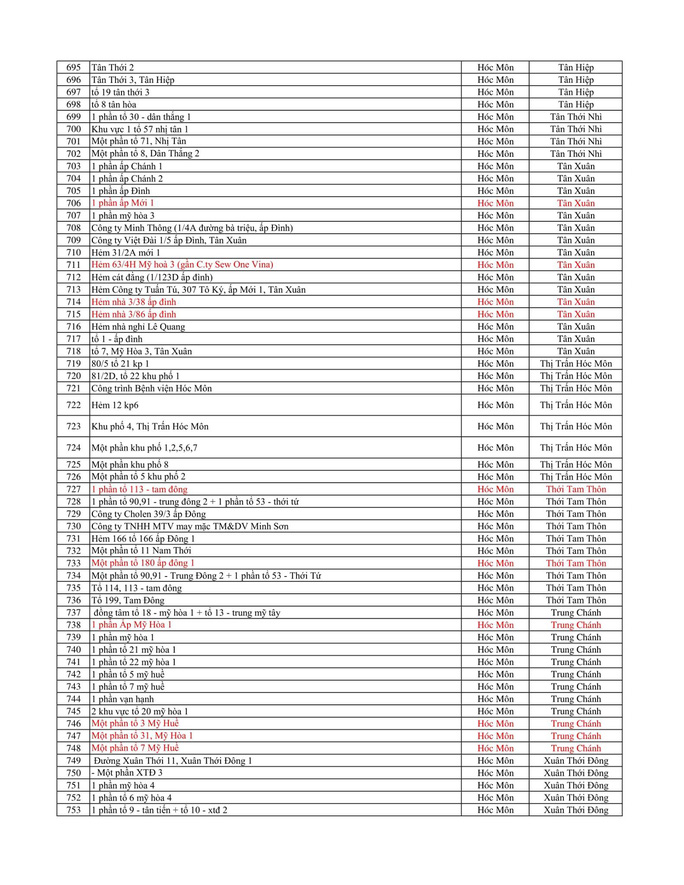 695 Tân Thới 2 Hóc Môn Tân Hiệp
696 Tân Thới 3, Tân Hiệp Hóc Môn Tân Hiệp
697 tổ 19 tân thới 3 Hóc Môn Tân Hiệp
698 tổ 8 tân hòa Hóc Môn Tân Hiệp
699 1 phần tổ 30 - dân thắng 1 Hóc Môn Tân Thới Nhì
700 Khu vực 1 tổ 57 nhị tân 1 Hóc Môn Tân Thới Nhì
701 Một phần tổ 71, Nhị Tân Hóc Môn Tân Thới Nhì
702 Một phần tổ 8, Dân Thắng 2 Hóc Môn Tân Thới Nhì
703 1 phần ấp Chánh 1 Hóc Môn Tân Xuân
704 1 phần ấp Chánh 2 Hóc Môn Tân Xuân
705 1 phần ấp Đình Hóc Môn Tân Xuân
706 1 phần ấp Mới 1 Hóc Môn Tân Xuân
707 1 phần mỹ hòa 3 Hóc Môn Tân Xuân
708 Công ty Minh Thông (1/4A đường bà triệu, ấp Đình) Hóc Môn Tân Xuân
709 Công ty Việt Đài 1/5 ấp Đình, Tân Xuân Hóc Môn Tân Xuân
710 Hẻm 31/2A mới 1 Hóc Môn Tân Xuân
711 Hẻm 63/4H Mỹ hoà 3 (gần C.ty Sew One Vina) Hóc Môn Tân Xuân
712 Hẻm cát đằng (1/123D ấp đình) Hóc Môn Tân Xuân
713 Hẻm Công ty Tuấn Tú, 307 Tô Ký, ấp Mới 1, Tân Xuân Hóc Môn Tân Xuân
714 Hẻm nhà 3/38 ấp đình Hóc Môn Tân Xuân
715 Hẻm nhà 3/86 ấp đình Hóc Môn Tân Xuân
716 Hẻm nhà nghỉ Lê Quang Hóc Môn Tân Xuân
717 tổ 1 - ấp đình Hóc Môn Tân Xuân
718 tổ 7, Mỹ Hòa 3, Tân Xuân Hóc Môn Tân Xuân
719 80/5 tổ 21 kp 1 Hóc Môn Thị Trấn Hóc Môn
720 81/2D, tổ 22 khu phố 1 Hóc Môn Thị Trấn Hóc Môn
721 Công trình Bệnh viện Hóc Môn Hóc Môn Thị Trấn Hóc Môn
722 Hẻm 12 kp6 Hóc Môn Thị Trấn Hóc Môn
723 Khu phố 4, Thị Trấn Hóc Môn Hóc Môn Thị Trấn Hóc Môn
724 Một phần khu phố 1,2,5,6,7 Hóc Môn Thị Trấn Hóc Môn
725 Một phần khu phố 8 Hóc Môn Thị Trấn Hóc Môn
726 Một phần tổ 5 khu phố 2 Hóc Môn Thị Trấn Hóc Môn
727 1 phần tổ 113 - tam đông Hóc Môn Thới Tam Thôn
728 1 phần tổ 90,91 - trung đông 2 + 1 phần tổ 53 - thới tứ Hóc Môn Thới Tam Thôn
729 Công ty Cholen 39/3 ấp Đông Hóc Môn Thới Tam Thôn
730 Công ty TNHH MTV may mặc TM&DV Minh Sơn Hóc Môn Thới Tam Thôn
731 Hẻm 166 tổ 166 ấp Đông 1 Hóc Môn Thới Tam Thôn
732 Một phần tổ 11 Nam Thới Hóc Môn Thới Tam Thôn
733 Một phần tổ 180 ấp đông 1 Hóc Môn Thới Tam Thôn
734 Một phần tổ 90,91 - Trung Đông 2 + 1 phần tổ 53 - Thới Tứ Hóc Môn Thới Tam Thôn
735 Tổ 114, 113 - tam đông Hóc Môn Thới Tam Thôn
736 Tổ 199, Tam Đông Hóc Môn Thới Tam Thôn
737 đồng tâm tổ 18 - mỹ hòa 1 + tổ 13 - trung mỹ tây Hóc Môn Trung Chánh
738 1 phần Ấp Mỹ Hòa 1 Hóc Môn Trung Chánh
739 1 phần mỹ hòa 1 Hóc Môn Trung Chánh
740 1 phần tổ 21 mỹ hòa 1 Hóc Môn Trung Chánh
741 1 phần tổ 22 mỹ hòa 1 Hóc Môn Trung Chánh
742 1 phần tổ 5 mỹ huề Hóc Môn Trung Chánh
743 1 phần tổ 7 mỹ huề Hóc Môn Trung Chánh
744 1 phần vạn hạnh Hóc Môn Trung Chánh
745 2 khu vực tổ 20 mỹ hòa 1 Hóc Môn Trung Chánh
746 Một phần tổ 3 Mỹ Huề Hóc Môn Trung Chánh
747 Một phần tổ 31, Mỹ Hòa 1 Hóc Môn Trung Chánh
748 Một phần tổ 7 Mỹ Huề Hóc Môn Trung Chánh
749 Đường Xuân Thới 11, Xuân Thới Đông 1 Hóc Môn Xuân Thới Đông
750 - Một phần XTĐ 3 Hóc Môn Xuân Thới Đông
751 1 phần mỹ hòa 4 Hóc Môn Xuân Thới Đông
752 1 phần tổ 6 mỹ hòa 4 Hóc Môn Xuân Thới Đông
753 1 phần tổ 9 - tân tiến + tổ 10 - xtđ 2 Hóc Môn Xuân Thới Đông